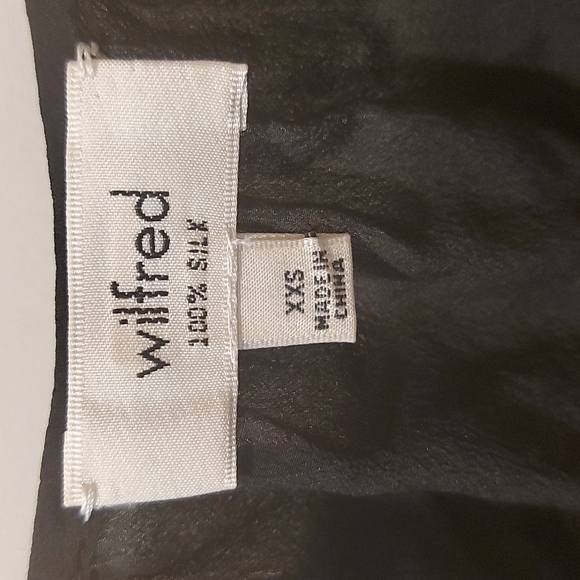 wilfred
100% SILK
XXS
MADE IN
CHINA